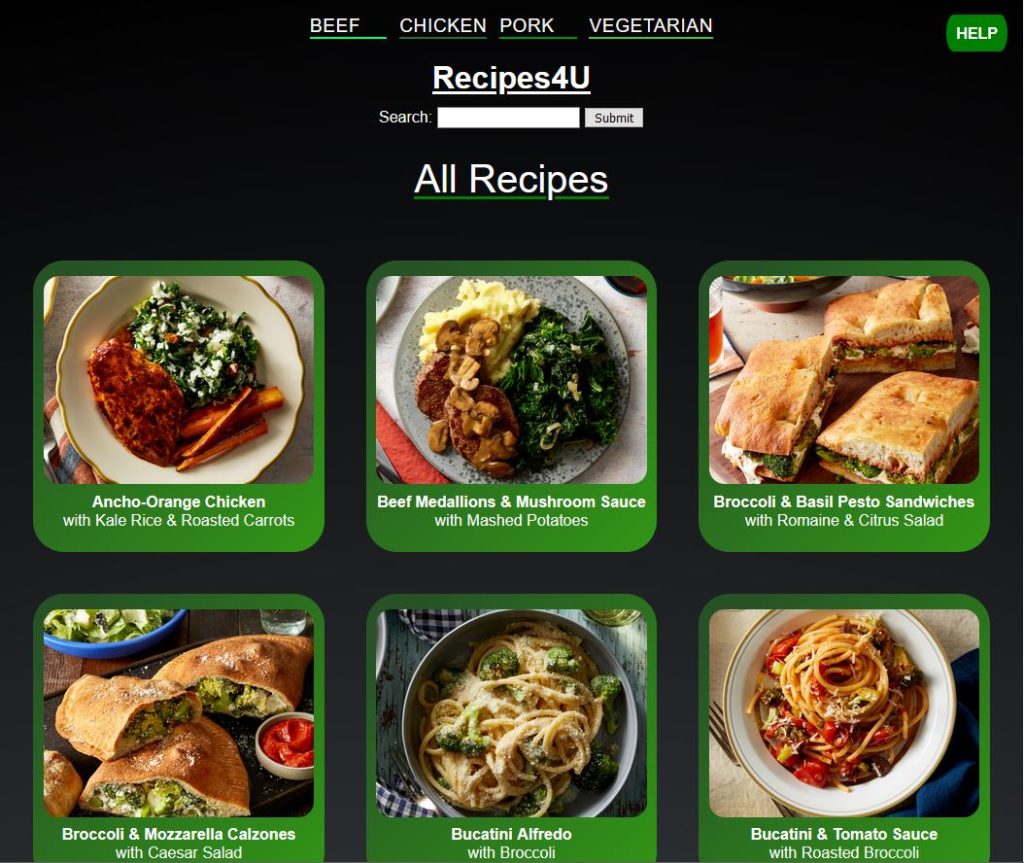 BEEF CHICKEN PORK VEGETARIAN
HELP
Recipes4U
Search: Submit
All Recipes
Ancho-Orange Chicken
with Kale Rice & Roasted Carrots
Beef Medallions & Mushroom Sauce
with Mashed Potatoes
Broccoli & Basil Pesto Sandwiches
with Romaine & Citrus Salad
Broccoli & Mozzarella Calzones
with Caesar Salad
Bucatini Alfredo
with Broccoli
Bucatini & Tomato Sauce
with Roasted Broccoli